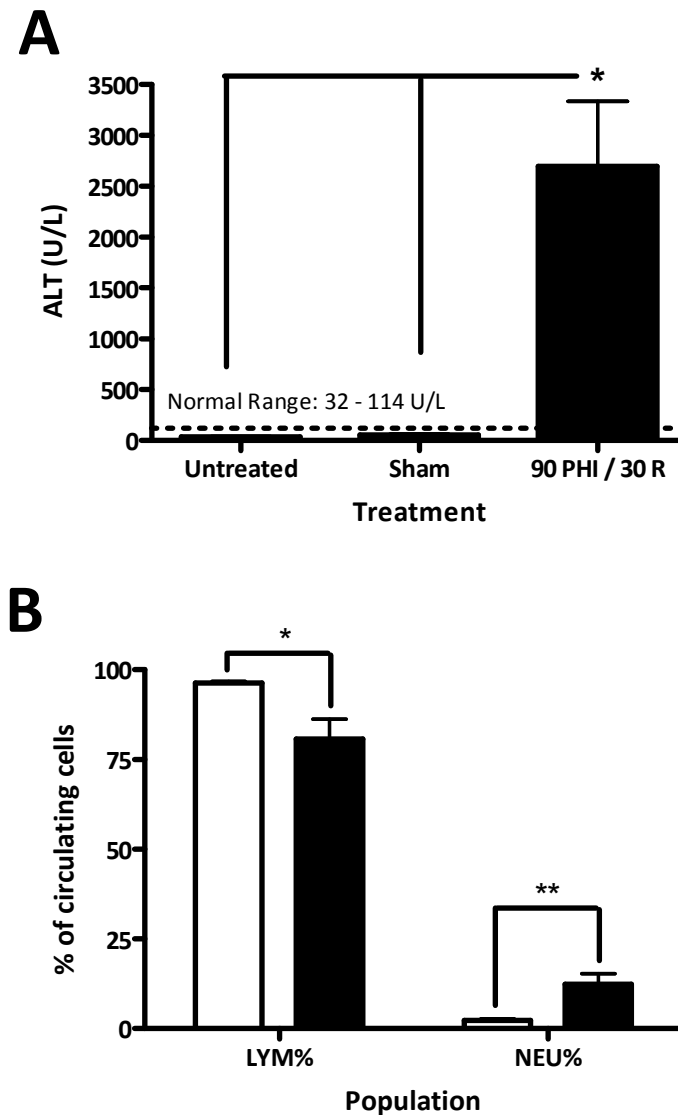 A
*
3500
3000
2500
2000
1500
1000
500
0
ALT (U/L)
Normal Range: 32 - 114 U/L
Untreated Sham 90 PHI / 30 R
Treatment
B
*
100
75
50
25
0
% of circulating cells
**
LYM% NEU%
Population